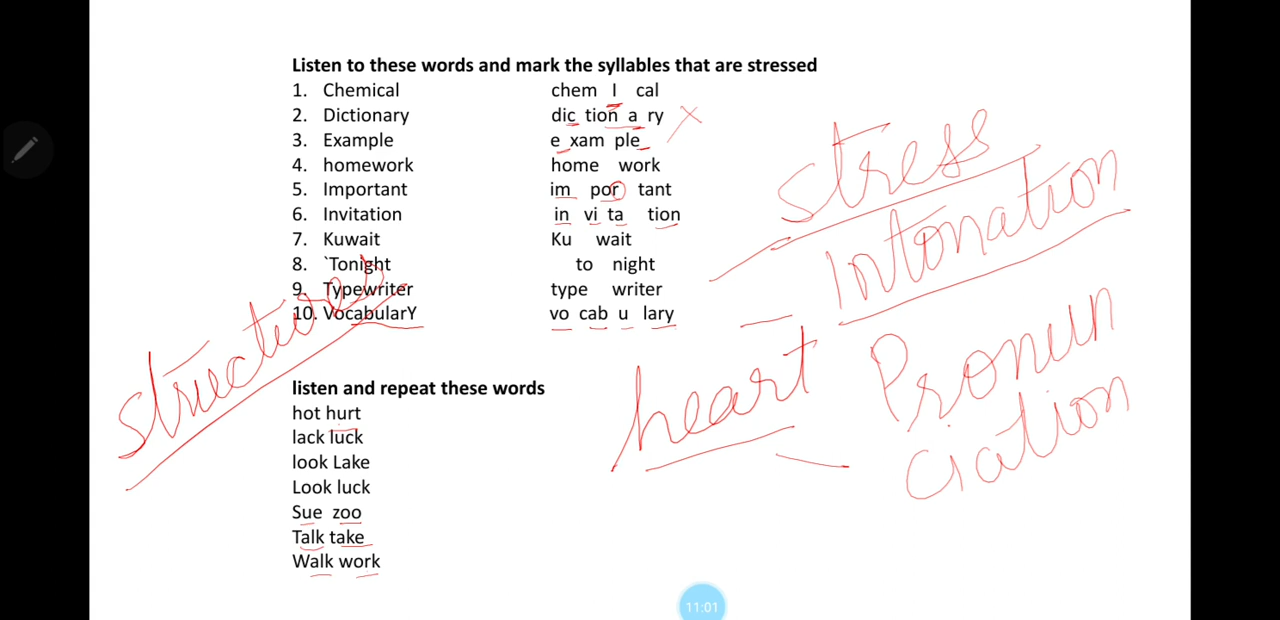 Listen to these words and mark the syllables that are stressed
1. Chemical chem I cal
2. Dictionary dic tion a ry
3. Example e xam ple
4. homework home work
5. Important im por tant
6. Invitation in vi ta tion
7. Kuwait Ku wait
8. `Tonight to night
9. Typewriter type writer
10. VocabularY vo cab u lary
stress
Intonation
structures
heart
Pronun
ciation
listen and repeat these words
hot hurt
lack luck
look Lake
Look luck
Sue zoo
Talk take
Walk work
11:01